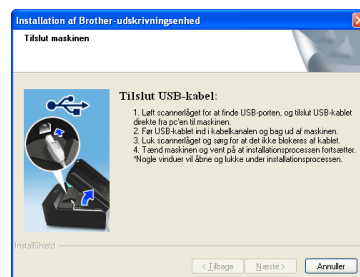 Installation af Brother-udskrivningsenhed
Tilslut maskinen
Tilslut USB-kabel:
1. Løft scannerlåget for at finde USB-porten, og tilslut USB-kablet
direkte fra pc'en til maskinen.
2. Før USB-kablet ind i kabelkanalen og bag ud af maskinen.
3. Luk scannerlåget og sørg for at det ikke blokeres af kablet.
4. Tænd maskinen og vent på at installationsprocessen fortsætter.
*Nogle vinduer vil åbne og lukke under installationsprocessen.
InstallShield
< Tilbage Næste > Annuller